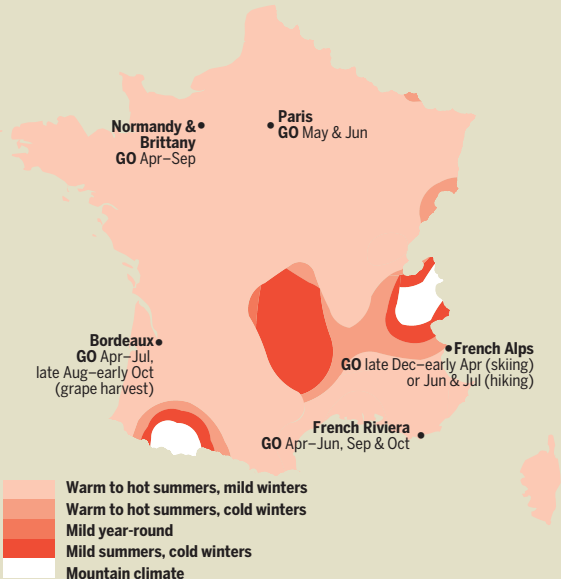 Normandy &
Brittany
GO Apr–Sep
Paris
GO May & Jun
Bordeaux
GO Apr–Jul,
late Aug–early Oct
(grape harvest)
French Alps
GO late Dec–early Apr (skiing)
or Jun & Jul (hiking)
French Riviera
GO Apr–Jun, Sep & Oct
Warm to hot summers, mild winters
Warm to hot summers, cold winters
Mild year-round
Mild summers, cold winters
Mountain climate